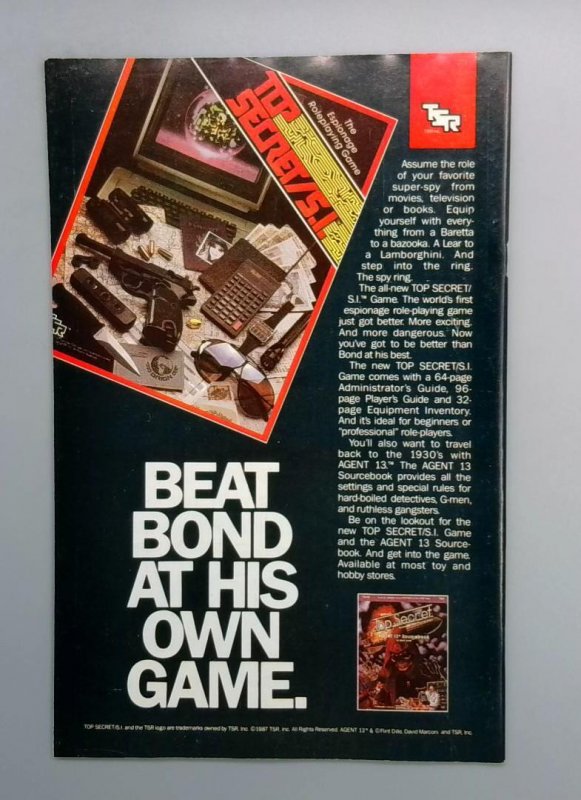 TOP
SECRET/S.I.
The
Espionage
Roleplaying Game
TSR
TSR
Assume the role
of your favorite
super-spy from
movies, television
or books. Equip
yourself with every-
thing from a Baretta
to a bazooka. A Lear to
a Lamborghini. And
step into the ring.
The spy ring.
The all-new TOP SECRET/
S.I.™ Game. The world's first
espionage role-playing game
just got better. More exciting.
And more dangerous. Now
you've got to be better than
Bond at his best.
The new TOP SECRET/S.I.
Game comes with a 64-page
Administrator's Guide, 96-
page Player's Guide and 32-
page Equipment Inventory.
And it's ideal for beginners or
"professional" role-players.
You'll also want to travel
back to the 1930's with
AGENT 13.™ The AGENT 13
Sourcebook provides all the
settings and special rules for
hard-boiled detectives, G-men,
and ruthless gangsters.
Be on the lookout for the
new TOP SECRET/S.I. Game
and the AGENT 13 Source-
book. And get into the game.
Available at most toy and
hobby stores.
BEAT
BOND
AT HIS
OWN
GAME.
Top Secret
TOP SECRET/S.I. and the TSR logo are trademarks owned by TSR, Inc. ©1987 TSR, Inc. All Rights Reserved. AGENT 13™ & ©Flint Dille, David Marconi and TSR, Inc.